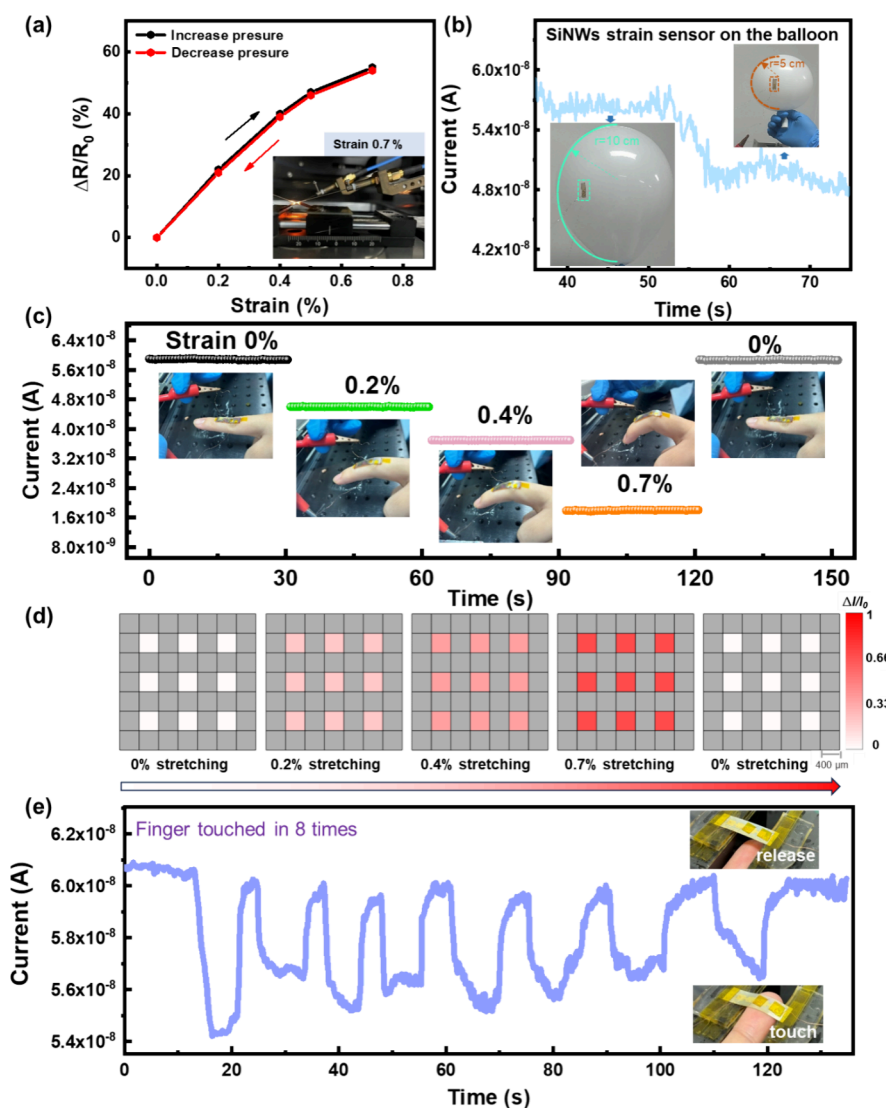 (a)
Increase presure
Decrease presure
ΔR/R0 (%)
60
40
20
0
Strain 0.7 %
0.0 0.2 0.4 0.6 0.8
Strain (%)
(b)
SiNWs strain sensor on the balloon
Current (A)
6.0x10-8
5.4x10-8
4.8x10-8
4.2x10-8
r=10 cm
r=5 cm
40 50 60 70
Time (s)
(c)
Current (A)
6.4x10-8
5.6x10-8
4.8x10-8
4.0x10-8
3.2x10-8
2.4x10-8
1.6x10-8
8.0x10-9
Strain 0%
0.2%
0.4%
0.7%
0%
0 30 60 90 120 150
Time (s)
(d)
ΔI/I0
1
0.66
0.33
0
400 μm
0% stretching
0.2% stretching
0.4% stretching
0.7% stretching
0% stretching
(e)
Finger touched in 8 times
Current (A)
6.2x10-8
6.0x10-8
5.8x10-8
5.6x10-8
5.4x10-8
release
touch
0 20 40 60 80 100 120
Time (s)